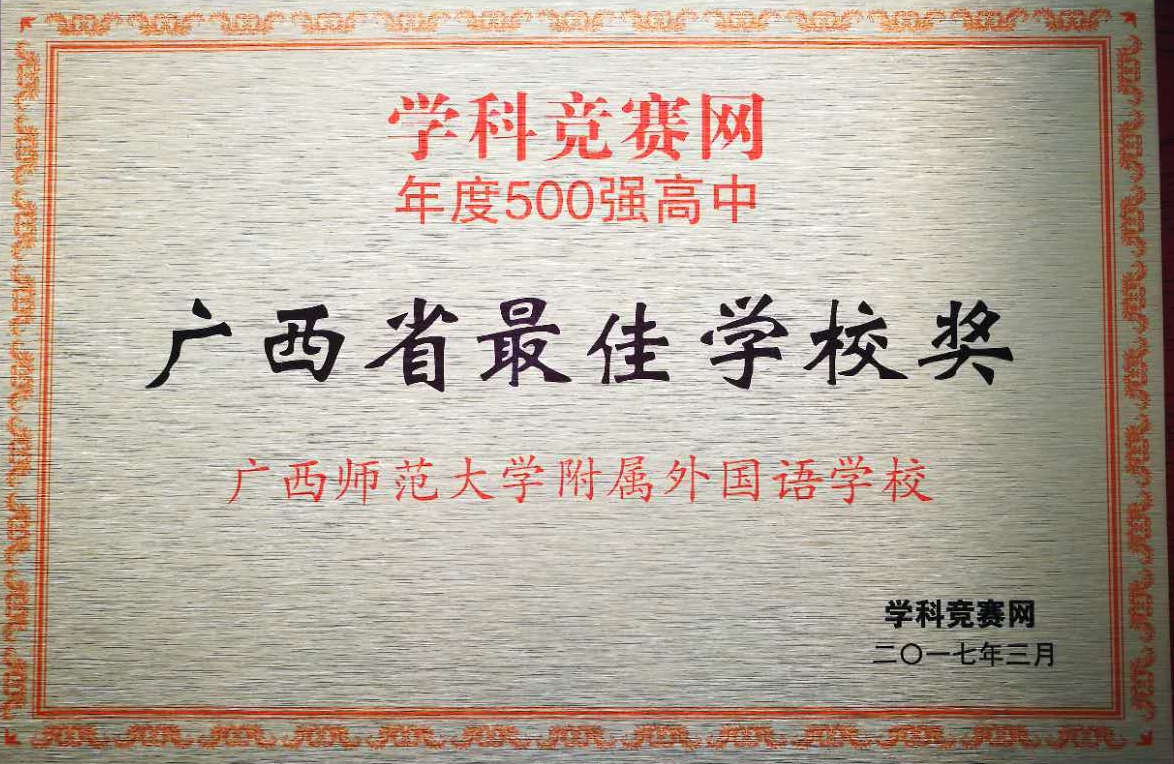 学科竞赛网
年度500强高中
广西省最佳学校奖
广西师范大学附属外国语学校
学科竞赛网
二〇一七年三月